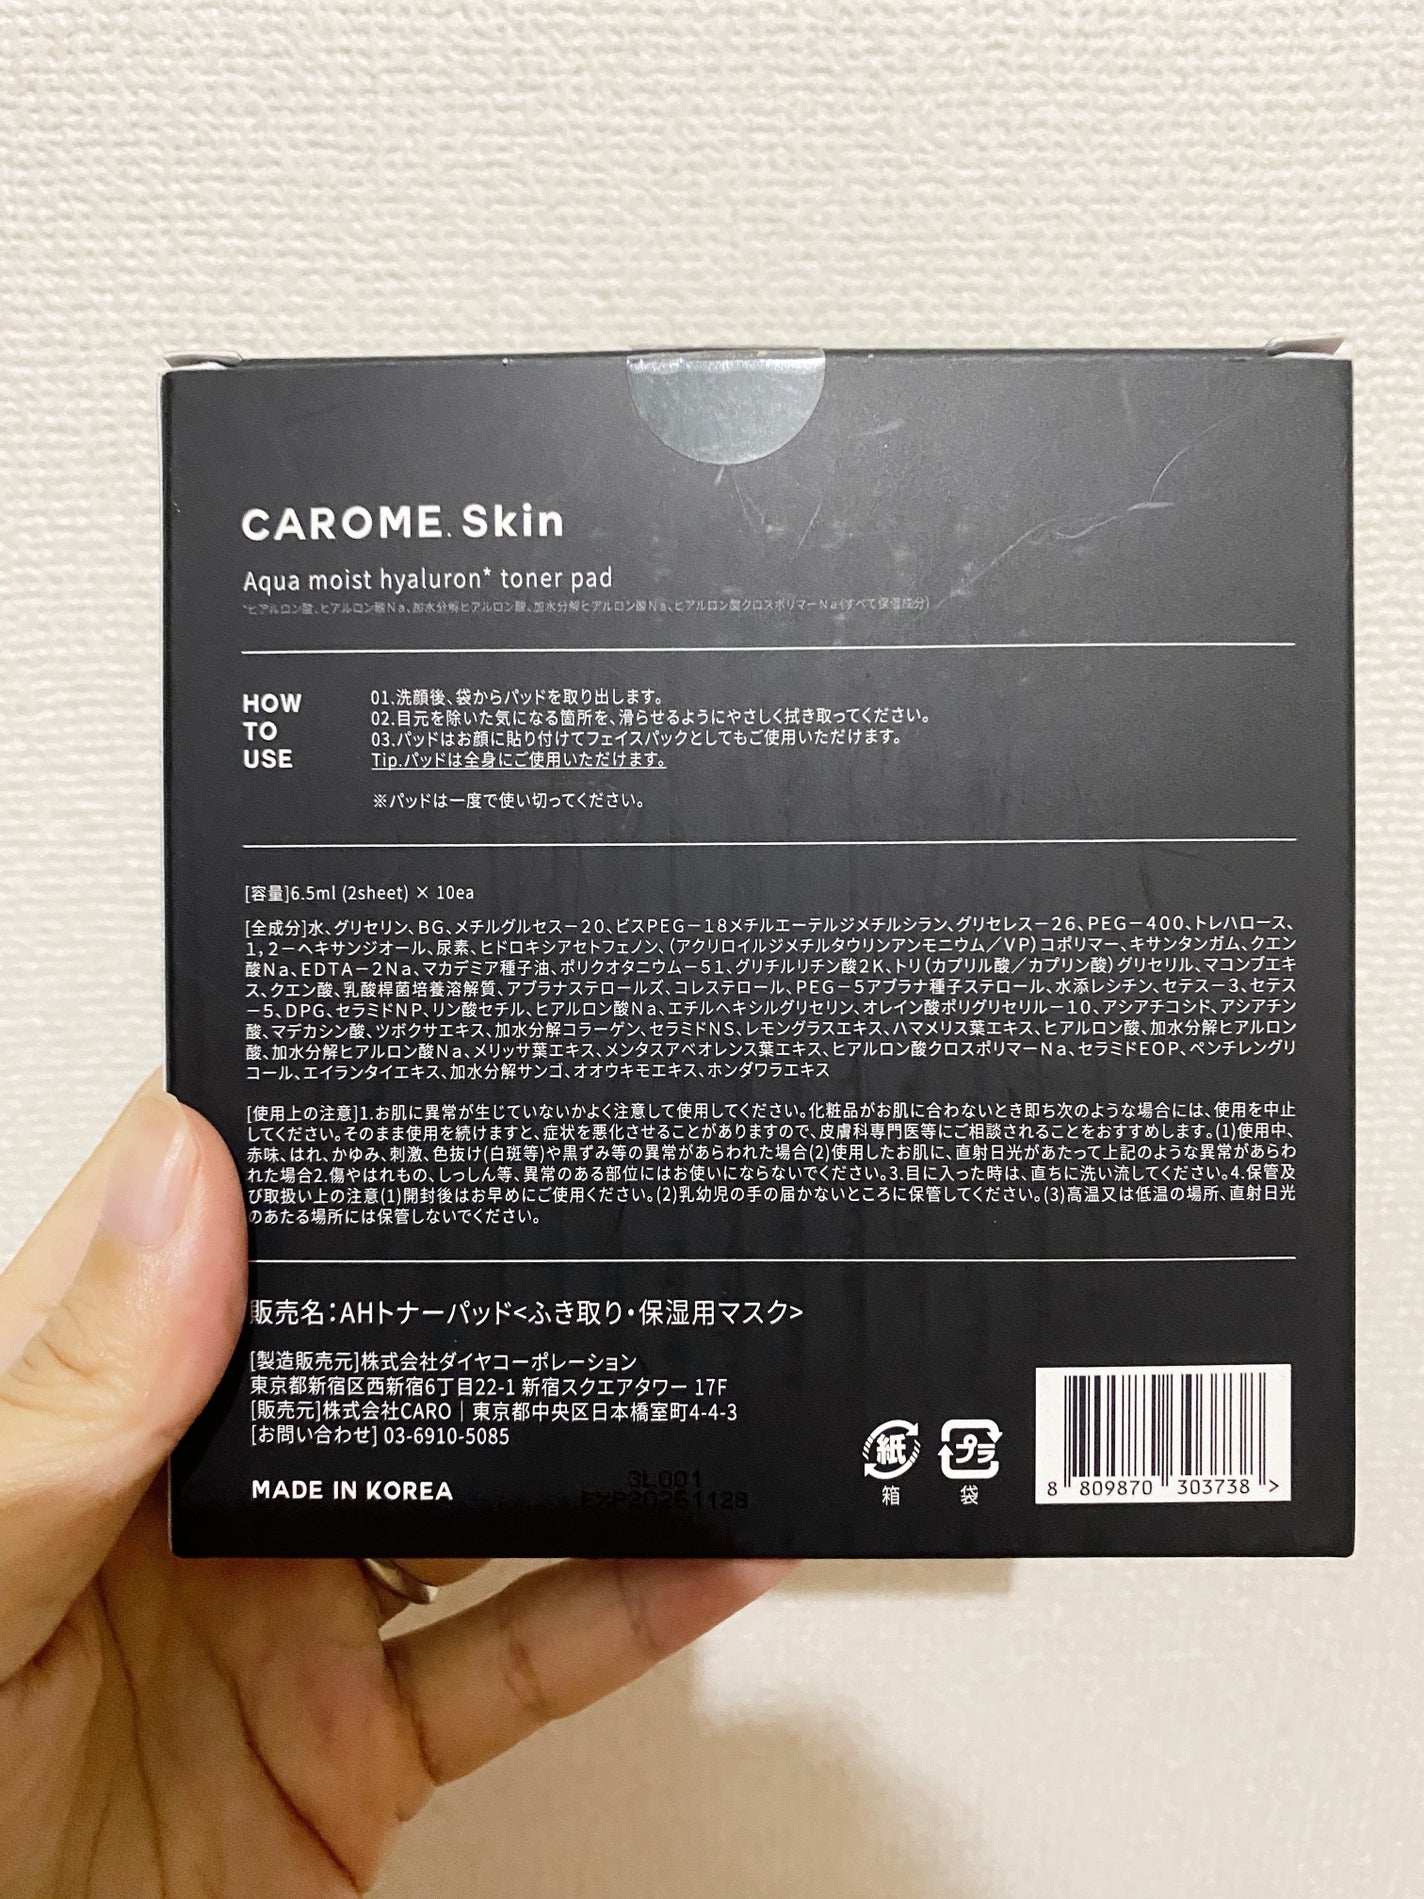 CAROME. Skin
Aqua moist hyaluron* toner pad
*ヒアルロン酸、ヒアルロン酸Na、加水分解ヒアルロン酸、加水分解ヒアルロン酸Na、ヒアルロン酸クロスポリマーNa(すべて保湿成分)
HOW
TO
USE
01.洗顔後、袋からパッドを取り出します。
02.目元を除いた気になる箇所を、滑らせるようにやさしく拭き取ってください。
03.パッドはお顔に貼り付けてフェイスパックとしてもご使用いただけます。
Tip.パッドは全身にご使用いただけます。
※パッドは一度で使い切ってください。
[容量]6.5ml (2sheet) × 10ea
[全成分]水、グリセリン、BG、メチルグルセス－20、ビスPEG－18メチルエーテルジメチルシラン、グリセレス－26、PEG－400、トレハロース、
1,2－ヘキサンジオール、尿素、ヒドロキシアセトフェノン、(アクリロイルジメチルタウリンアンモニウム／VP)コポリマー、キサンタンガム、クエン
酸Na、EDTA－2Na、マカデミア種子油、ポリクオタニウム－51、グリチルリチン酸2K、トリ(カプリル酸／カプリン酸)グリセリル、マコンブエキ
ス、クエン酸、乳酸桿菌培養溶解質、アブラナステロールズ、コレステロール、PEG－5アブラナ種子ステロール、水添レシチン、セテス－3、セテス
－5、DPG、セラミドNP、リン酸セチル、ヒアルロン酸Na、エチルヘキシルグリセリン、オレイン酸ポリグリセリル－10、アシアチコシド、アシアチン
酸、マデカシン酸、ツボクサエキス、加水分解コラーゲン、セラミドNS、レモングラスエキス、ハマメリス葉エキス、ヒアルロン酸、加水分解ヒアルロン
酸、加水分解ヒアルロン酸Na、メリッサ葉エキス、メンタスアベオレンス葉エキス、ヒアルロン酸クロスポリマーNa、セラミドEOP、ペンチレングリ
コール、エイランタイエキス、加水分解サンゴ、オオウキモエキス、ホンダワラエキス
[使用上の注意]1.お肌に異常が生じていないかよく注意して使用してください。化粧品がお肌に合わないとき即ち次のような場合には、使用を中止
してください。そのまま使用を続けますと、症状を悪化させることがありますので、皮膚科専門医等にご相談されることをおすすめします。(1)使用中、
赤味、はれ、かゆみ、刺激、色抜け(白斑等)や黒ずみ等の異常があらわれた場合(2)使用したお肌に、直射日光があたって上記のような異常があらわ
れた場合2.傷やはれもの、しっしん等、異常のある部位にはお使いにならないでください。3.目に入った時は、直ちに洗い流してください。4.保管及
び取扱い上の注意(1)開封後はお早めにご使用ください。(2)乳幼児の手の届かないところに保管してください。(3)高温又は低温の場所、直射日光
のあたる場所には保管しないでください。
販売名：AHトナーパッド<ふき取り・保湿用マスク>
[製造販売元]株式会社ダイヤコーポレーション
東京都新宿区西新宿6丁目22-1 新宿スクエアタワー 17F
[販売元]株式会社CARO｜東京都中央区日本橋室町4-4-3
[お問い合わせ] 03-6910-5085
MADE IN KOREA
GL001
EXP20251128
紙
箱
プラ
袋
8 809870 303738 >